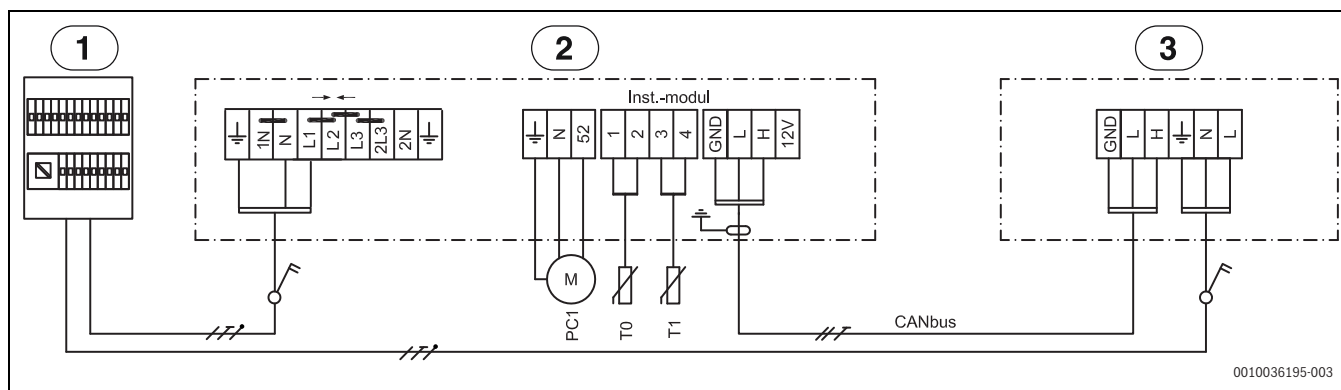 1
2
3
Inst.-modul
1N
N
L1
L2
L3
2L3
2N
N
52
1
2
3
4
GND
L
H
12V
GND
L
H
N
L
M
PC1
T0
T1
CANbus
0010036195-003